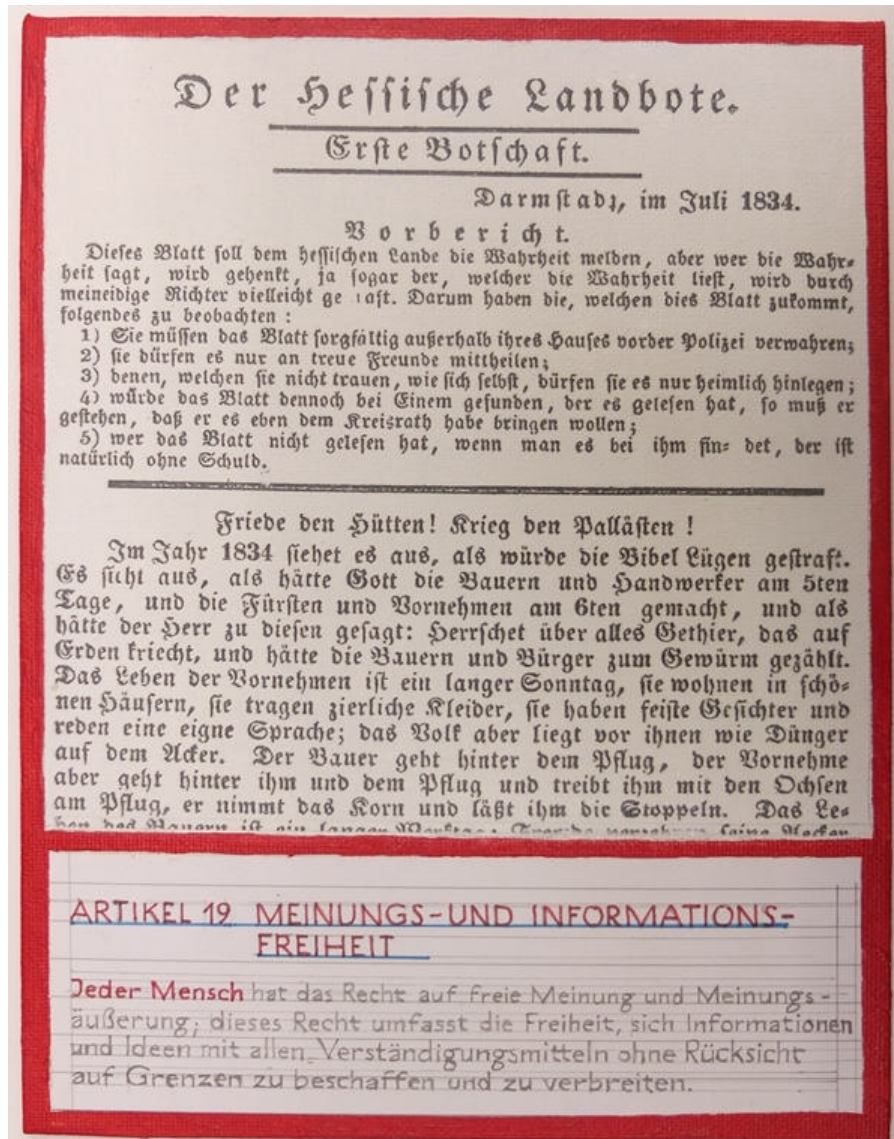 Der Hessische Landbote.
Erste Botschaft.
Darmstadt, im Juli 1834.
Vorbericht.
Dieses Blatt soll dem hessischen Lande die Wahrheit melden, aber wer die Wahr=
heit sagt, wird gehenkt, ja sogar der, welcher die Wahrheit liest, wird durch
meineidige Richter vielleicht ge raft. Darum haben die, welchen dies Blatt zukommt,
folgendes zu beobachten :
1) Sie müssen das Blatt sorgfältig außerhalb ihres Hauses vorder Polizei verwahren;
2) sie dürfen es nur an treue Freunde mittheilen;
3) denen, welchen sie nicht trauen, wie sich selbst, dürfen sie es nur heimlich hinlegen;
4) würde das Blatt dennoch bei Einem gefunden, der es gelesen hat, so muß er
gestehen, daß er es eben dem Kreisrath habe bringen wollen;
5) wer das Blatt nicht gelesen hat, wenn man es bei ihm fin= det, der ist
natürlich ohne Schuld.
Friede den Hütten! Krieg den Pallästen !
Im Jahr 1834 siehet es aus, als würde die Bibel Lügen gestraft.
Es sieht aus, als hätte Gott die Bauern und Handwerker am 5ten
Tage, und die Fürsten und Vornehmen am 6ten gemacht, und als
hätte der Herr zu diesen gesagt: Herrschet über alles Gethier, das auf
Erden kriecht, und hätte die Bauern und Bürger zum Gewürm gezählt.
Das Leben der Vornehmen ist ein langer Sonntag, sie wohnen in schö=
nen Häusern, sie tragen zierliche Kleider, sie haben feiste Gesichter und
reden eine eigne Sprache; das Volk aber liegt vor ihnen wie Dünger
auf dem Acker. Der Bauer geht hinter dem Pflug, der Vornehme
aber geht hinter ihm und dem Pflug und treibt ihm mit den Ochsen
am Pflug, er nimmt das Korn und läßt ihm die Stoppeln. Das Le=
ARTIKEL 19 MEINUNGS-UND INFORMATIONS-
FREIHEIT
Jeder Mensch hat das Recht auf freie Meinung und Meinungs-
äußerung; dieses Recht umfasst die Freiheit, sich Informationen
und Ideen mit allen Verständigungsmitteln ohne Rücksicht
auf Grenzen zu beschaffen und zu verbreiten.